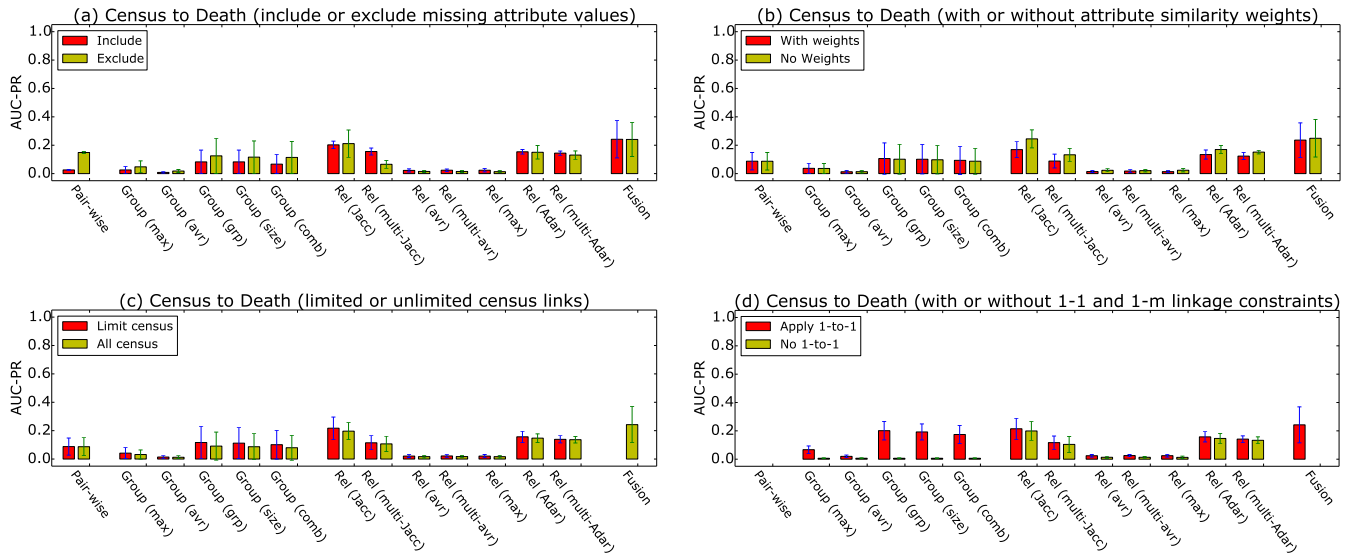 (a) Census to Death (include or exclude missing attribute values)
AUC-PR
1.0
0.8
0.6
0.4
0.2
0.0
Include
Exclude
Pair-wise
Group (max)
Group (avr)
Group (grp)
Group (size)
Group (comb)
Rel (Jacc)
Rel (multi-Jacc)
Rel (avr)
Rel (multi-avr)
Rel (max)
Rel (Adar)
Rel (multi-Adar)
Fusion
(b) Census to Death (with or without attribute similarity weights)
AUC-PR
1.0
0.8
0.6
0.4
0.2
0.0
With weights
No Weights
Pair-wise
Group (max)
Group (avr)
Group (grp)
Group (size)
Group (comb)
Rel (Jacc)
Rel (multi-Jacc)
Rel (avr)
Rel (multi-avr)
Rel (max)
Rel (Adar)
Rel (multi-Adar)
Fusion
(c) Census to Death (limited or unlimited census links)
AUC-PR
1.0
0.8
0.6
0.4
0.2
0.0
Limit census
All census
Pair-wise
Group (max)
Group (avr)
Group (grp)
Group (size)
Group (comb)
Rel (Jacc)
Rel (multi-Jacc)
Rel (avr)
Rel (multi-avr)
Rel (max)
Rel (Adar)
Rel (multi-Adar)
Fusion
(d) Census to Death (with or without 1-1 and 1-m linkage constraints)
AUC-PR
1.0
0.8
0.6
0.4
0.2
0.0
Apply 1-to-1
No 1-to-1
Pair-wise
Group (max)
Group (avr)
Group (grp)
Group (size)
Group (comb)
Rel (Jacc)
Rel (multi-Jacc)
Rel (avr)
Rel (multi-avr)
Rel (max)
Rel (Adar)
Rel (multi-Adar)
Fusion